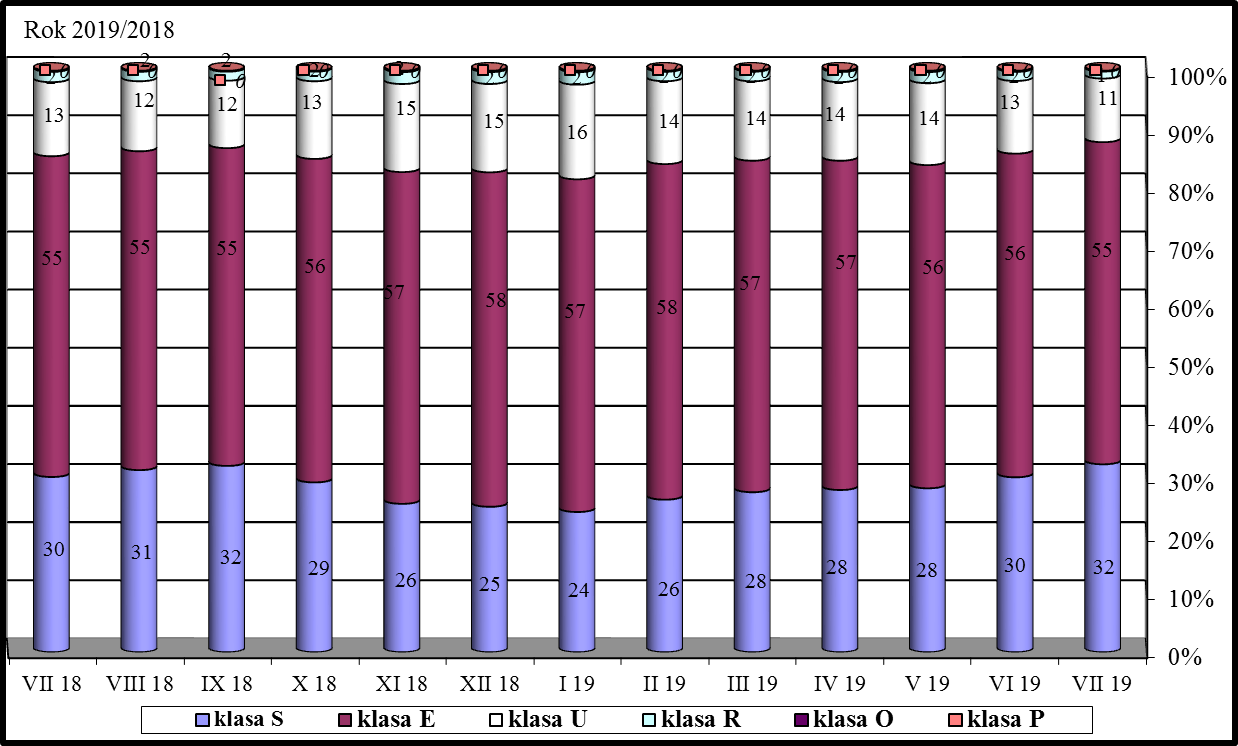 Rok 2019/2018
100%
13 12 12 13 15 15 16 14 14 14 14 13 11
90%
80%
70%
55 55 55 56 57 58 57 58 57 57 56 56 55
60%
50%
40%
30%
30 31 32 29 26 25 24 26 28 28 28 30 32
20%
10%
0%
VII 18 VIII 18 IX 18 X 18 XI 18 XII 18 I 19 II 19 III 19 IV 19 V 19 VI 19 VII 19
klasa S klasa E klasa U klasa R klasa O klasa P